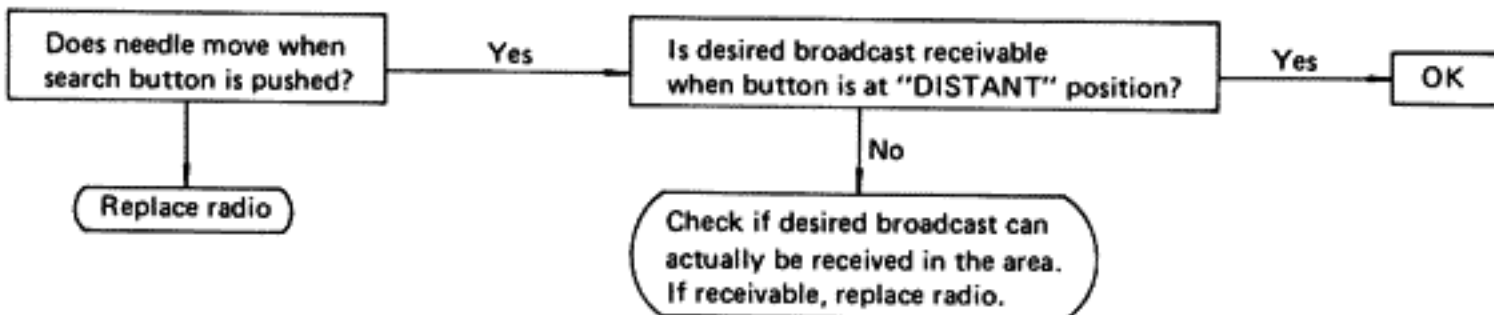 Does needle move when
search button is pushed?
Yes
Is desired broadcast receivable
when button is at "DISTANT" position?
Yes
OK
No
Replace radio
Check if desired broadcast can
actually be received in the area.
If receivable, replace radio.